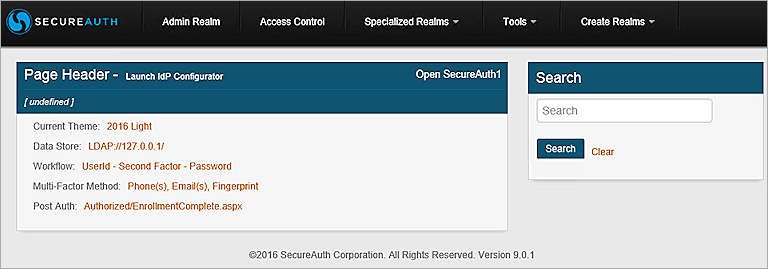 SECUREAUTH Admin Realm Access Control Specialized Realms Tools Create Realms
Page Header - Launch IdP Configurator Open SecureAuth1
[ undefined ]
Current Theme: 2016 Light
Data Store: LDAP://127.0.0.1/
Workflow: UserId - Second Factor - Password
Multi-Factor Method: Phone(s), Email(s), Fingerprint
Post Auth: Authorized/EnrollmentComplete.aspx
Search
Search
Search Clear
©2016 SecureAuth Corporation. All Rights Reserved. Version 9.0.1